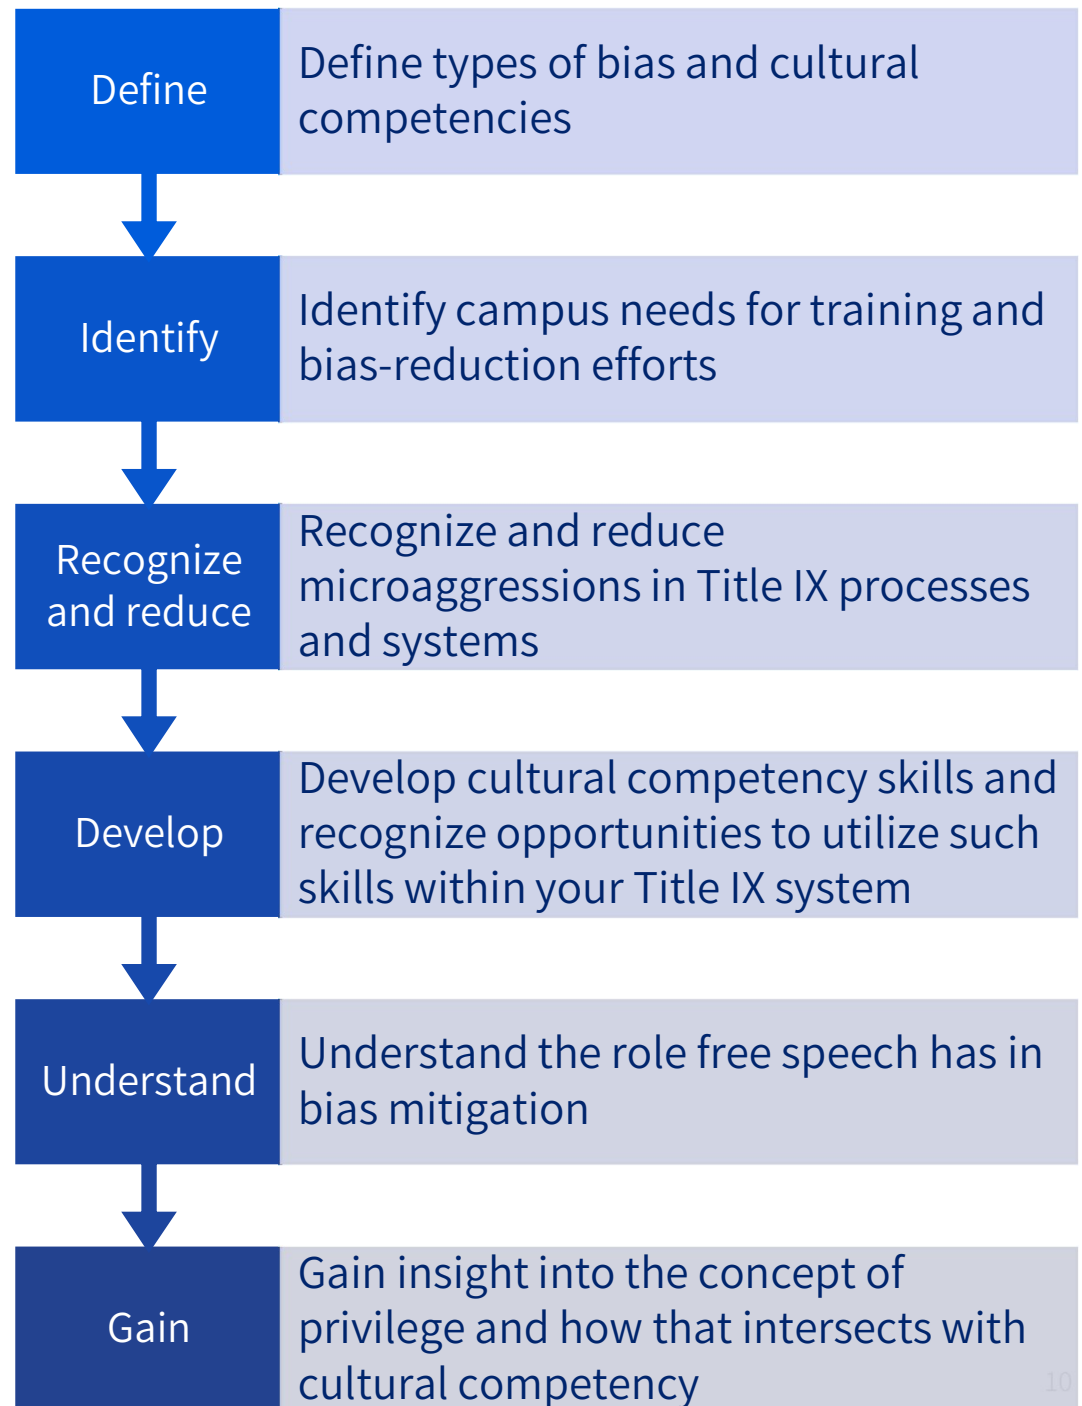 Define
Define types of bias and cultural
competencies
Identify
Identify campus needs for training and
bias-reduction efforts
Recognize
and reduce
Recognize and reduce
microaggressions in Title IX processes
and systems
Develop
Develop cultural competency skills and
recognize opportunities to utilize such
skills within your Title IX system
Understand
Understand the role free speech has in
bias mitigation
Gain
Gain insight into the concept of
privilege and how that intersects with
cultural competency
10